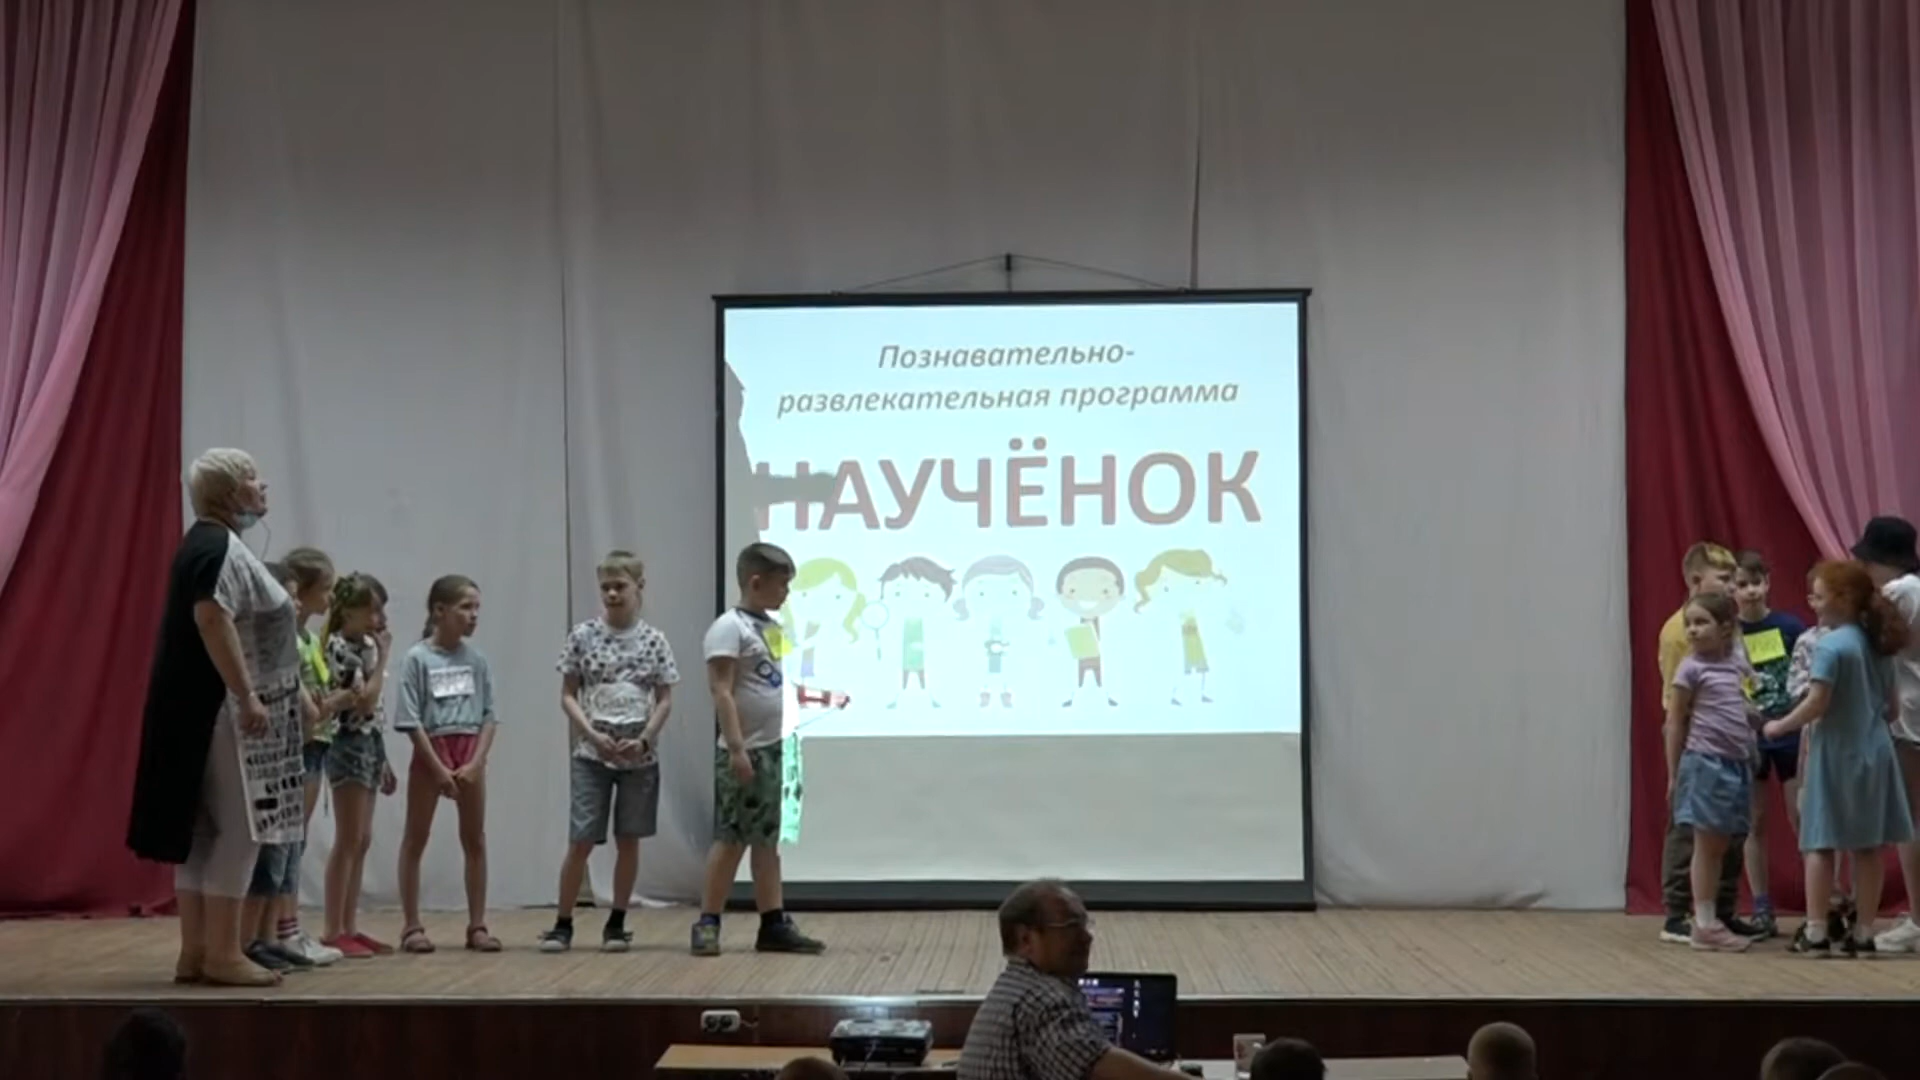 Познавательно-
развлекательная программа
НАУЧЁНОК